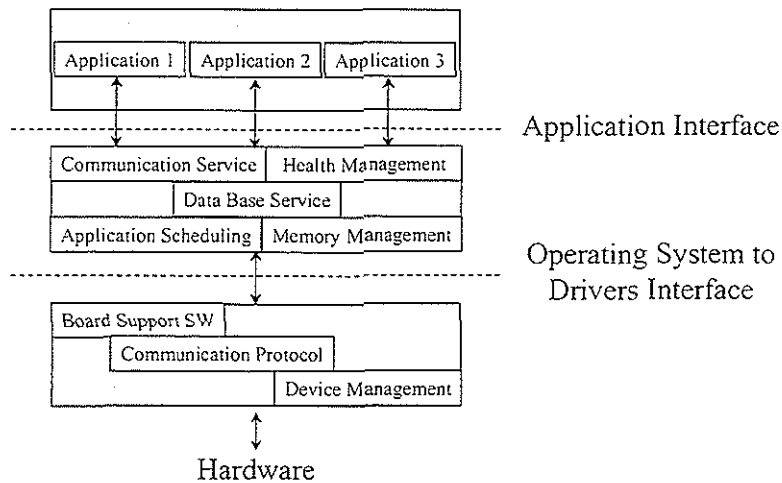 Application 1 Application 2 Application 3
Application Interface
Communication Service Health Management
Data Base Service
Application Scheduling Memory Management
Operating System to
Drivers Interface
Board Support SW
Communication Protocol
Device Management
Hardware